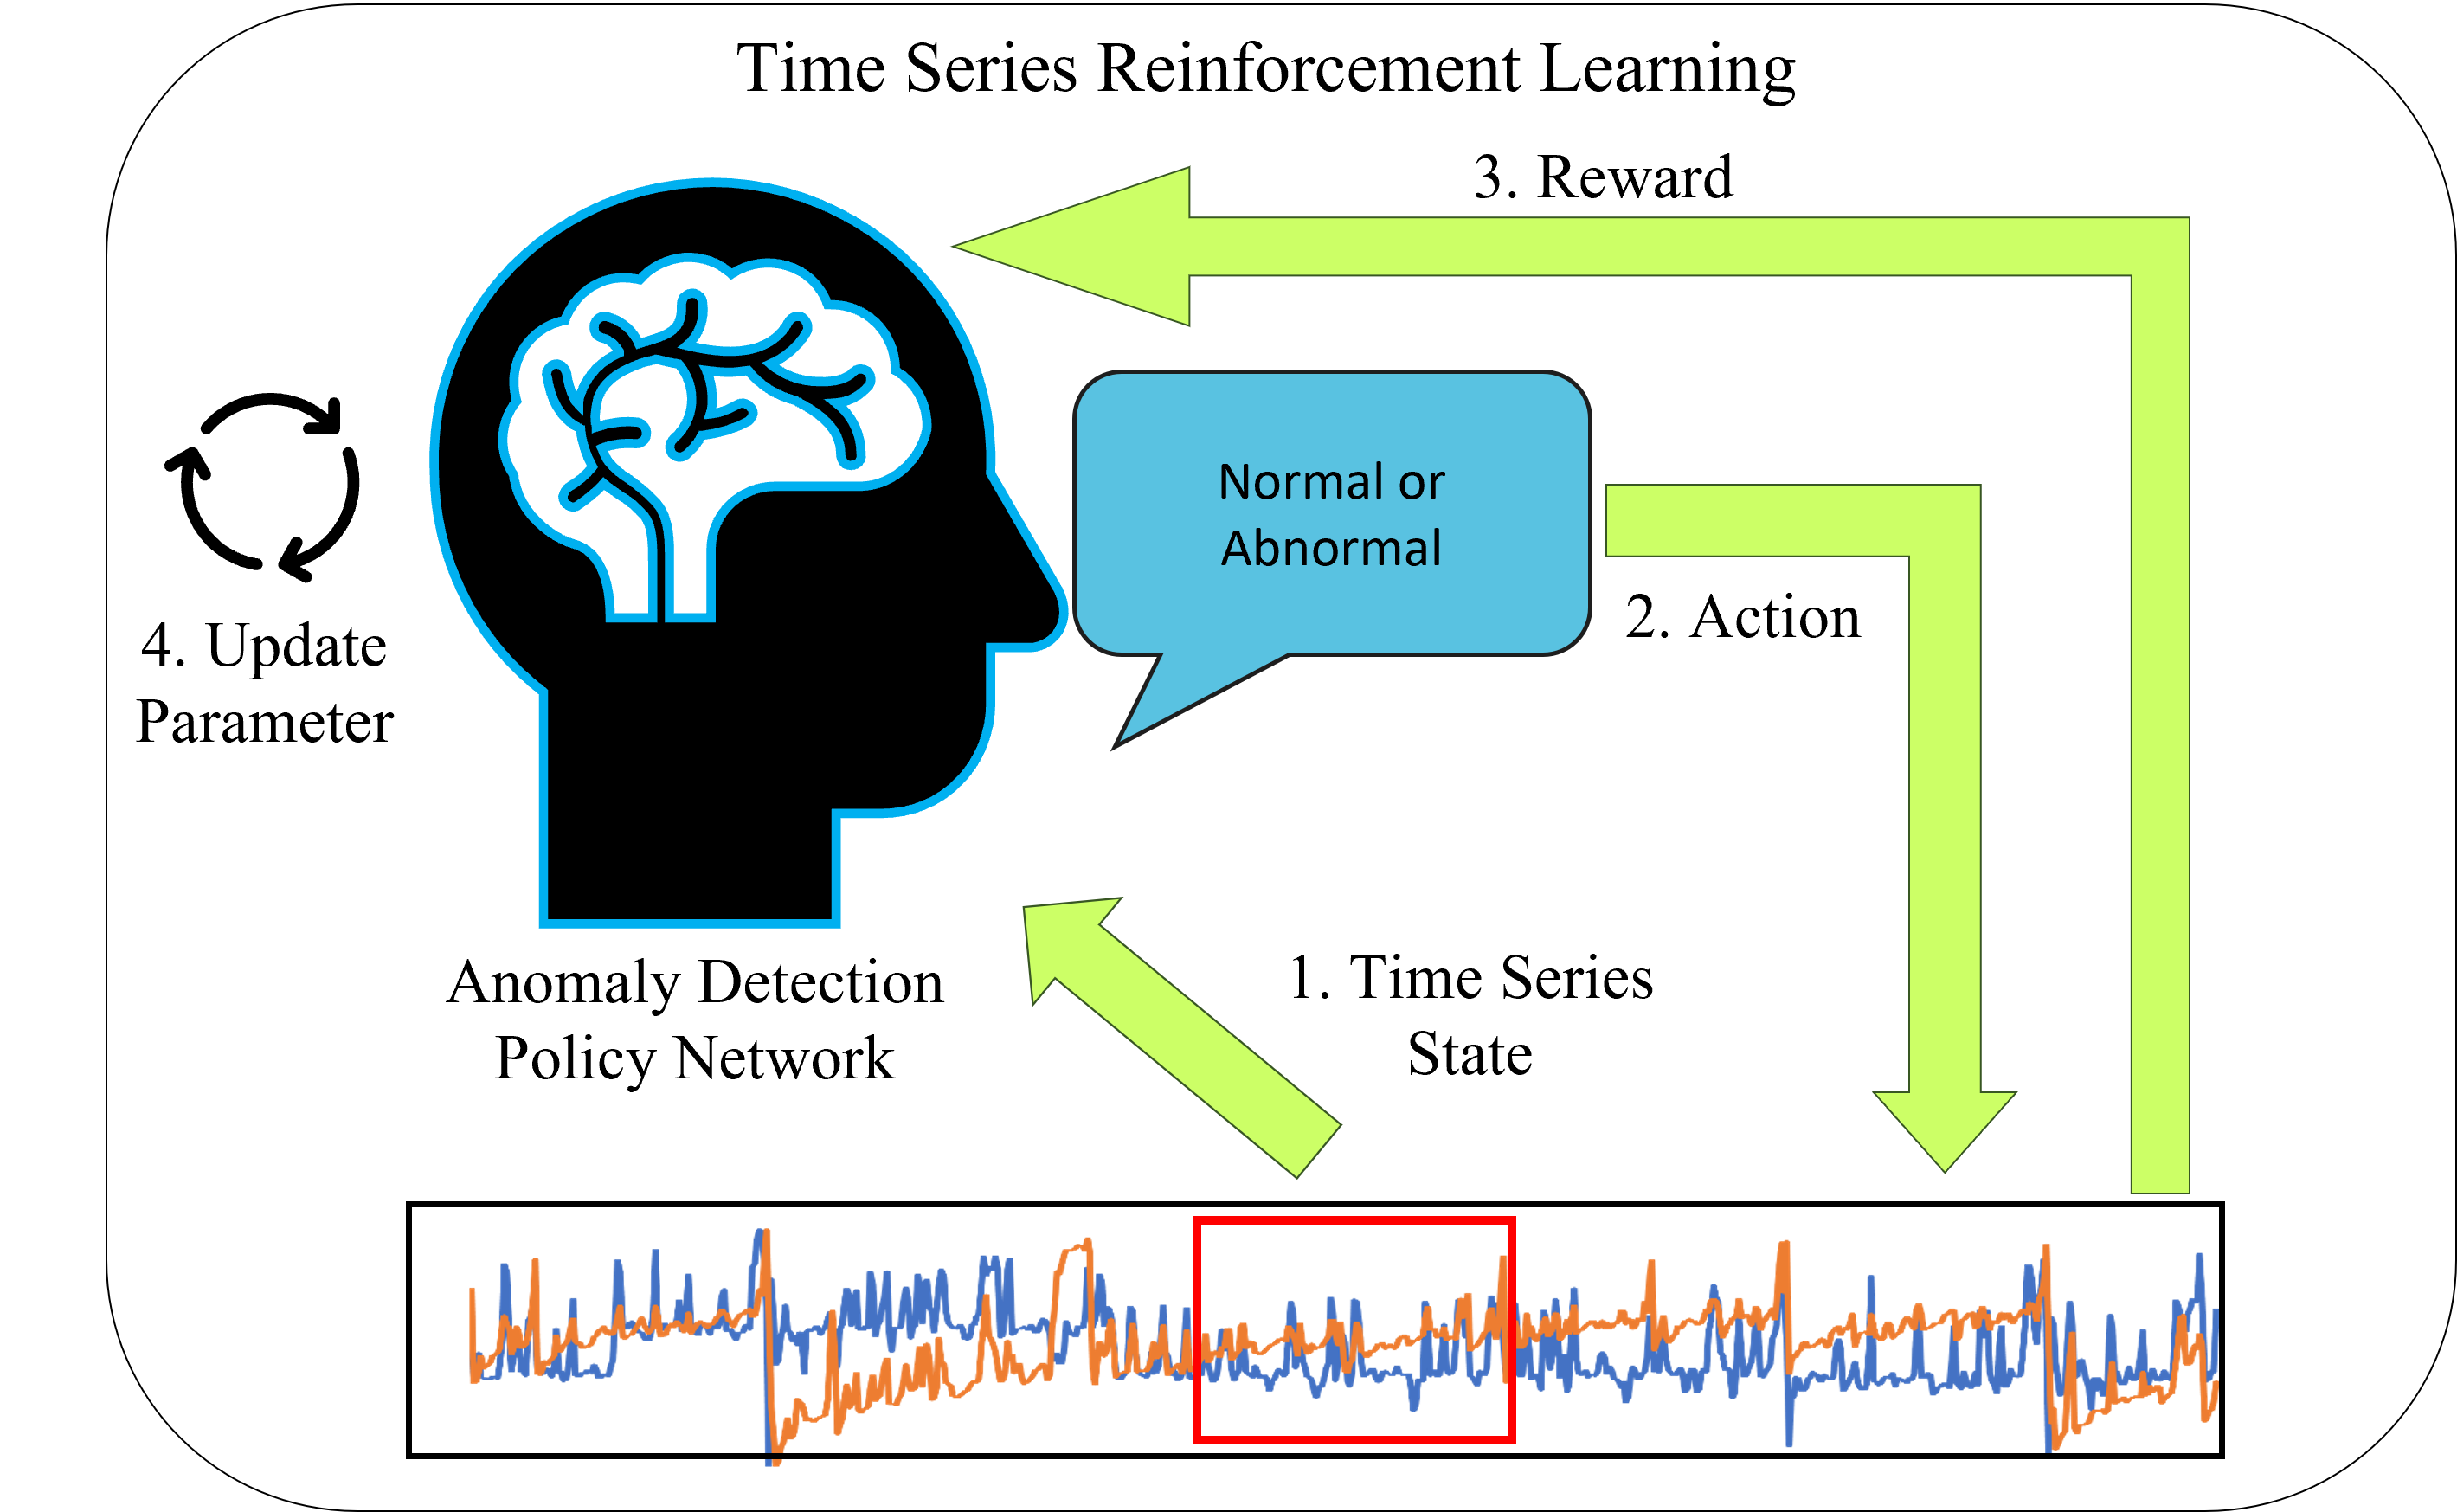 Time Series Reinforcement Learning
3. Reward
Normal or
Abnormal
2. Action
4. Update
Parameter
Anomaly Detection
Policy Network
1. Time Series
State